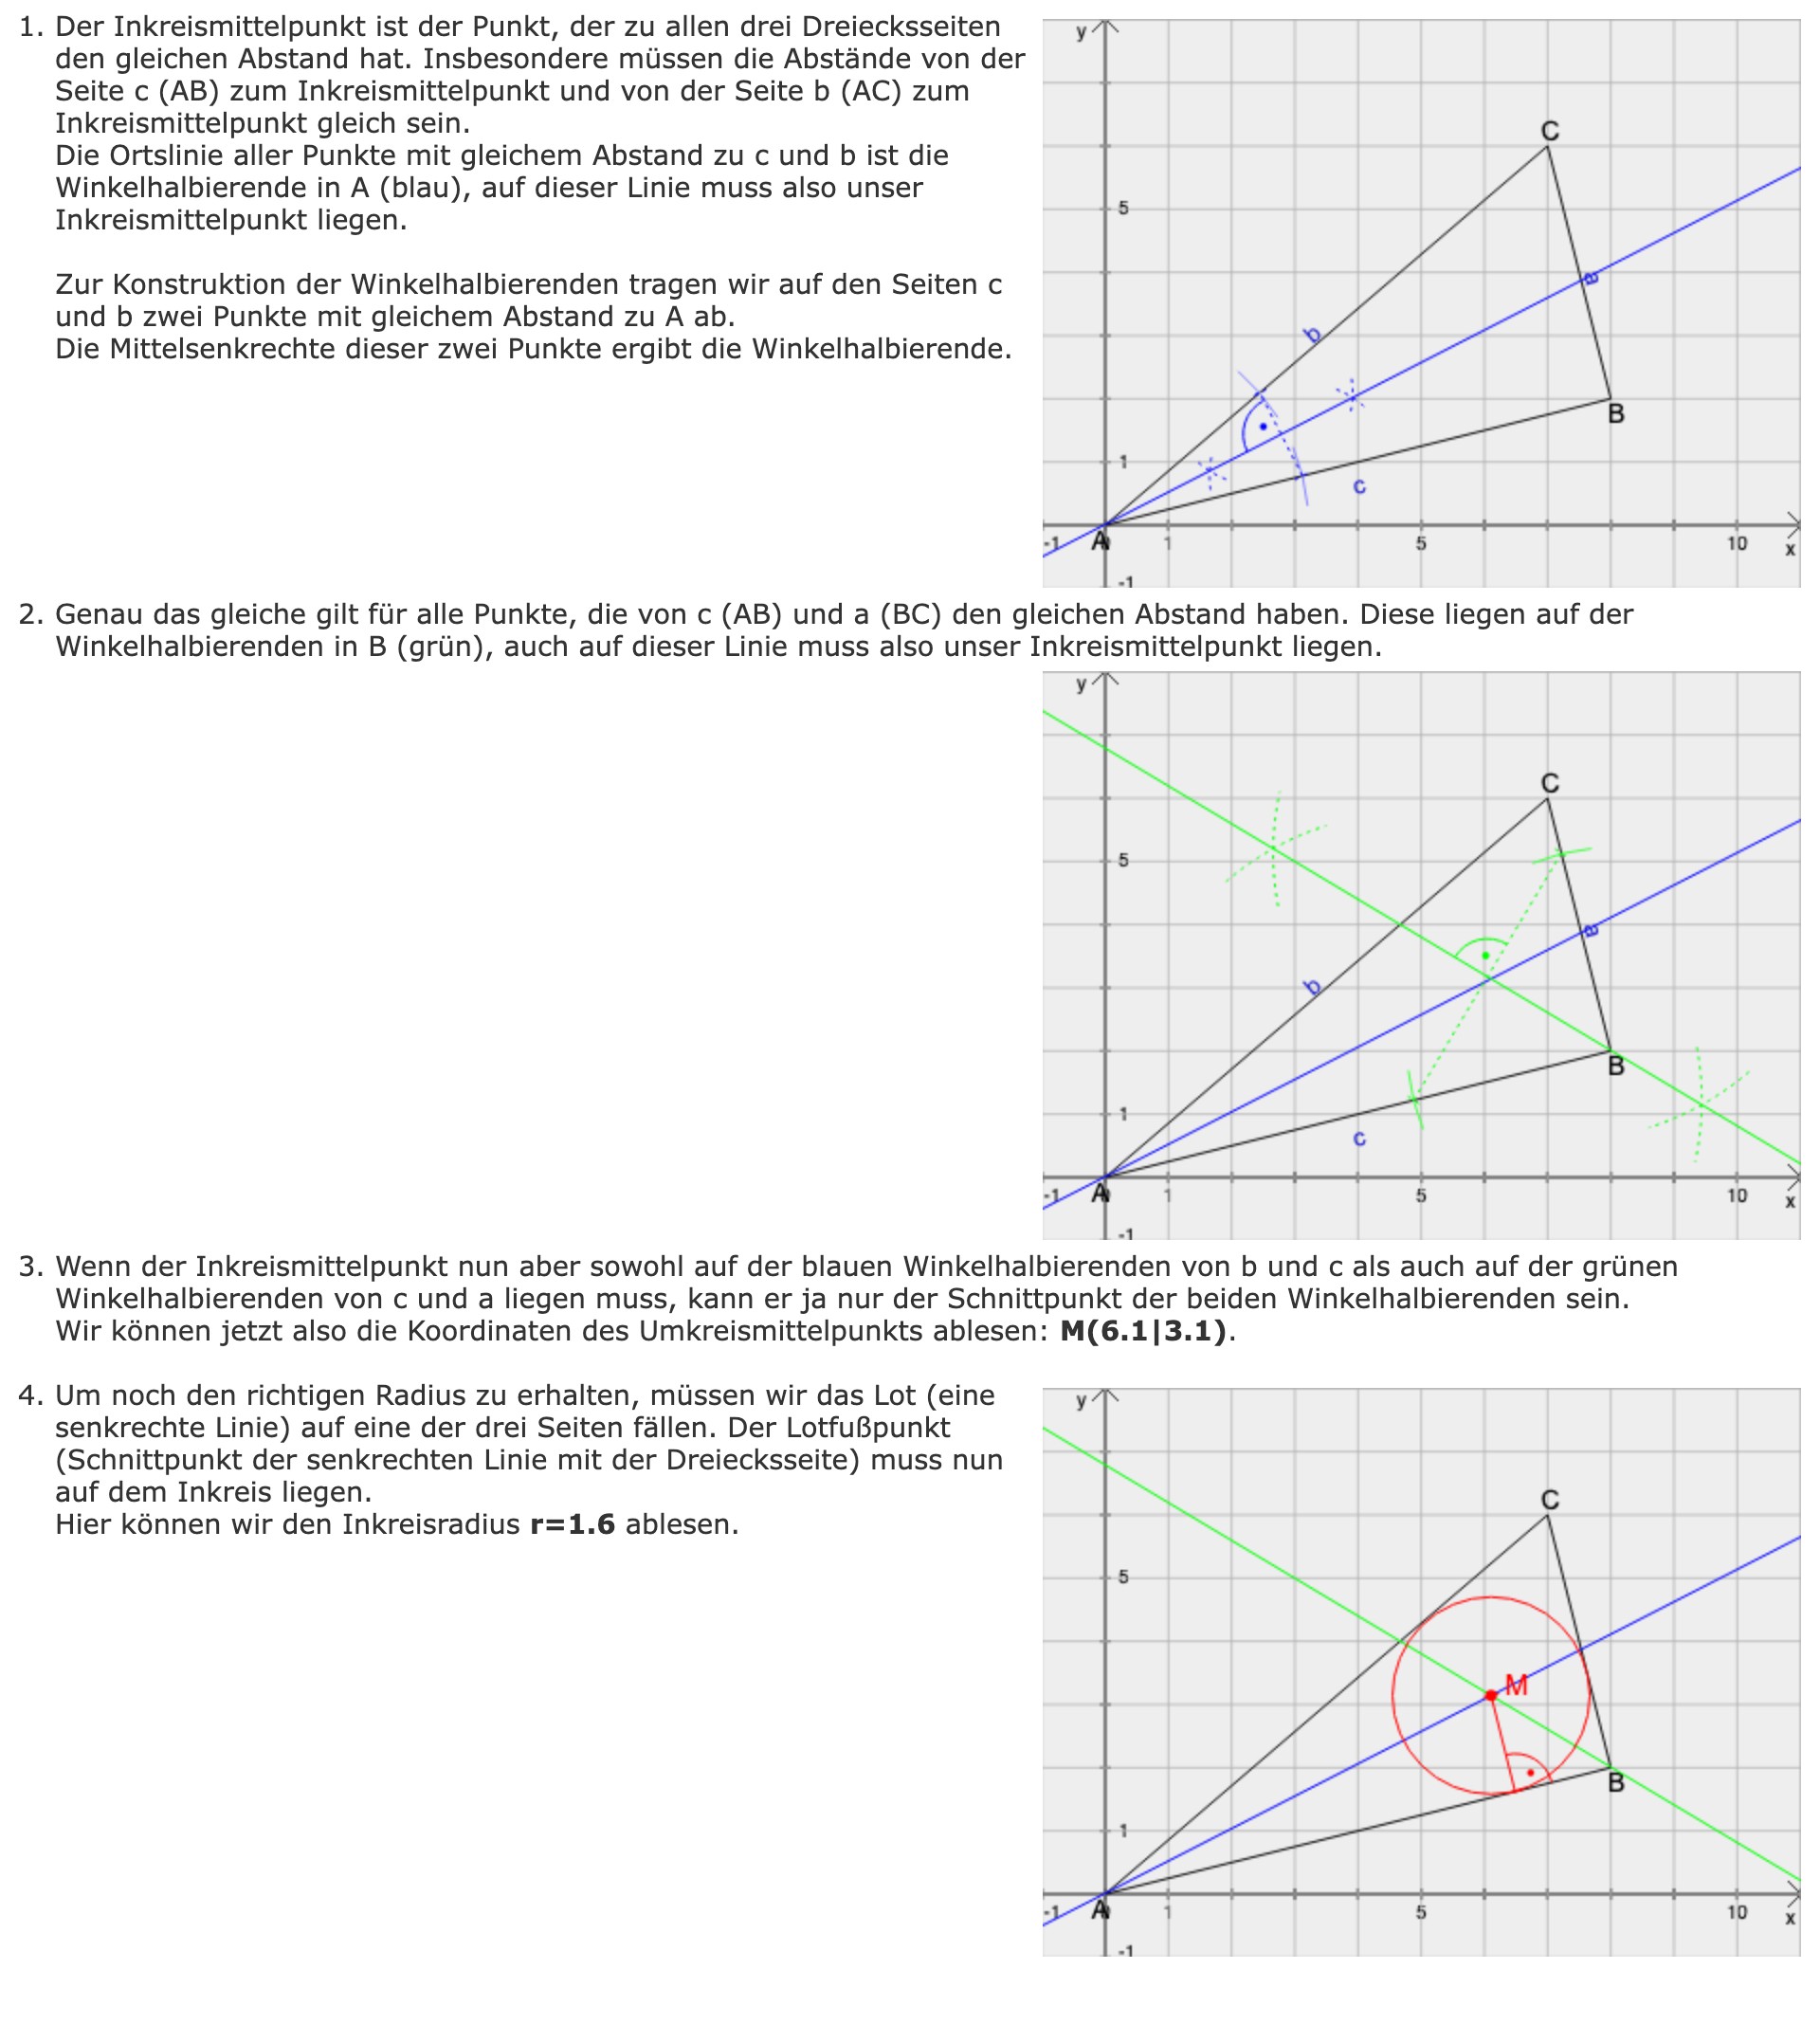 1. Der Inkreismittelpunkt ist der Punkt, der zu allen drei Dreiecksseiten
den gleichen Abstand hat. Insbesondere müssen die Abstände von der
Seite c (AB) zum Inkreismittelpunkt und von der Seite b (AC) zum
Inkreismittelpunkt gleich sein.
Die Ortslinie aller Punkte mit gleichem Abstand zu c und b ist die
Winkelhalbierende in A (blau), auf dieser Linie muss also unser
Inkreismittelpunkt liegen.
Zur Konstruktion der Winkelhalbierenden tragen wir auf den Seiten c
und b zwei Punkte mit gleichem Abstand zu A ab.
Die Mittelsenkrechte dieser zwei Punkte ergibt die Winkelhalbierende.
y
C
5
a
b
B
1
c
-1
A
1
5
10
x
-1
2. Genau das gleiche gilt für alle Punkte, die von c (AB) und a (BC) den gleichen Abstand haben. Diese liegen auf der
Winkelhalbierenden in B (grün), auch auf dieser Linie muss also unser Inkreismittelpunkt liegen.
y
C
5
a
b
B
1
c
-1
A
1
5
10
x
-1
3. Wenn der Inkreismittelpunkt nun aber sowohl auf der blauen Winkelhalbierenden von b und c als auch auf der grünen
Winkelhalbierenden von c und a liegen muss, kann er ja nur der Schnittpunkt der beiden Winkelhalbierenden sein.
Wir können jetzt also die Koordinaten des Umkreismittelpunkts ablesen: M(6.1|3.1).
4. Um noch den richtigen Radius zu erhalten, müssen wir das Lot (eine
senkrechte Linie) auf eine der drei Seiten fällen. Der Lotfußpunkt
(Schnittpunkt der senkrechten Linie mit der Dreiecksseite) muss nun
auf dem Inkreis liegen.
Hier können wir den Inkreisradius r=1.6 ablesen.
y
C
5
M
B
1
-1
A
1
5
10
x
-1